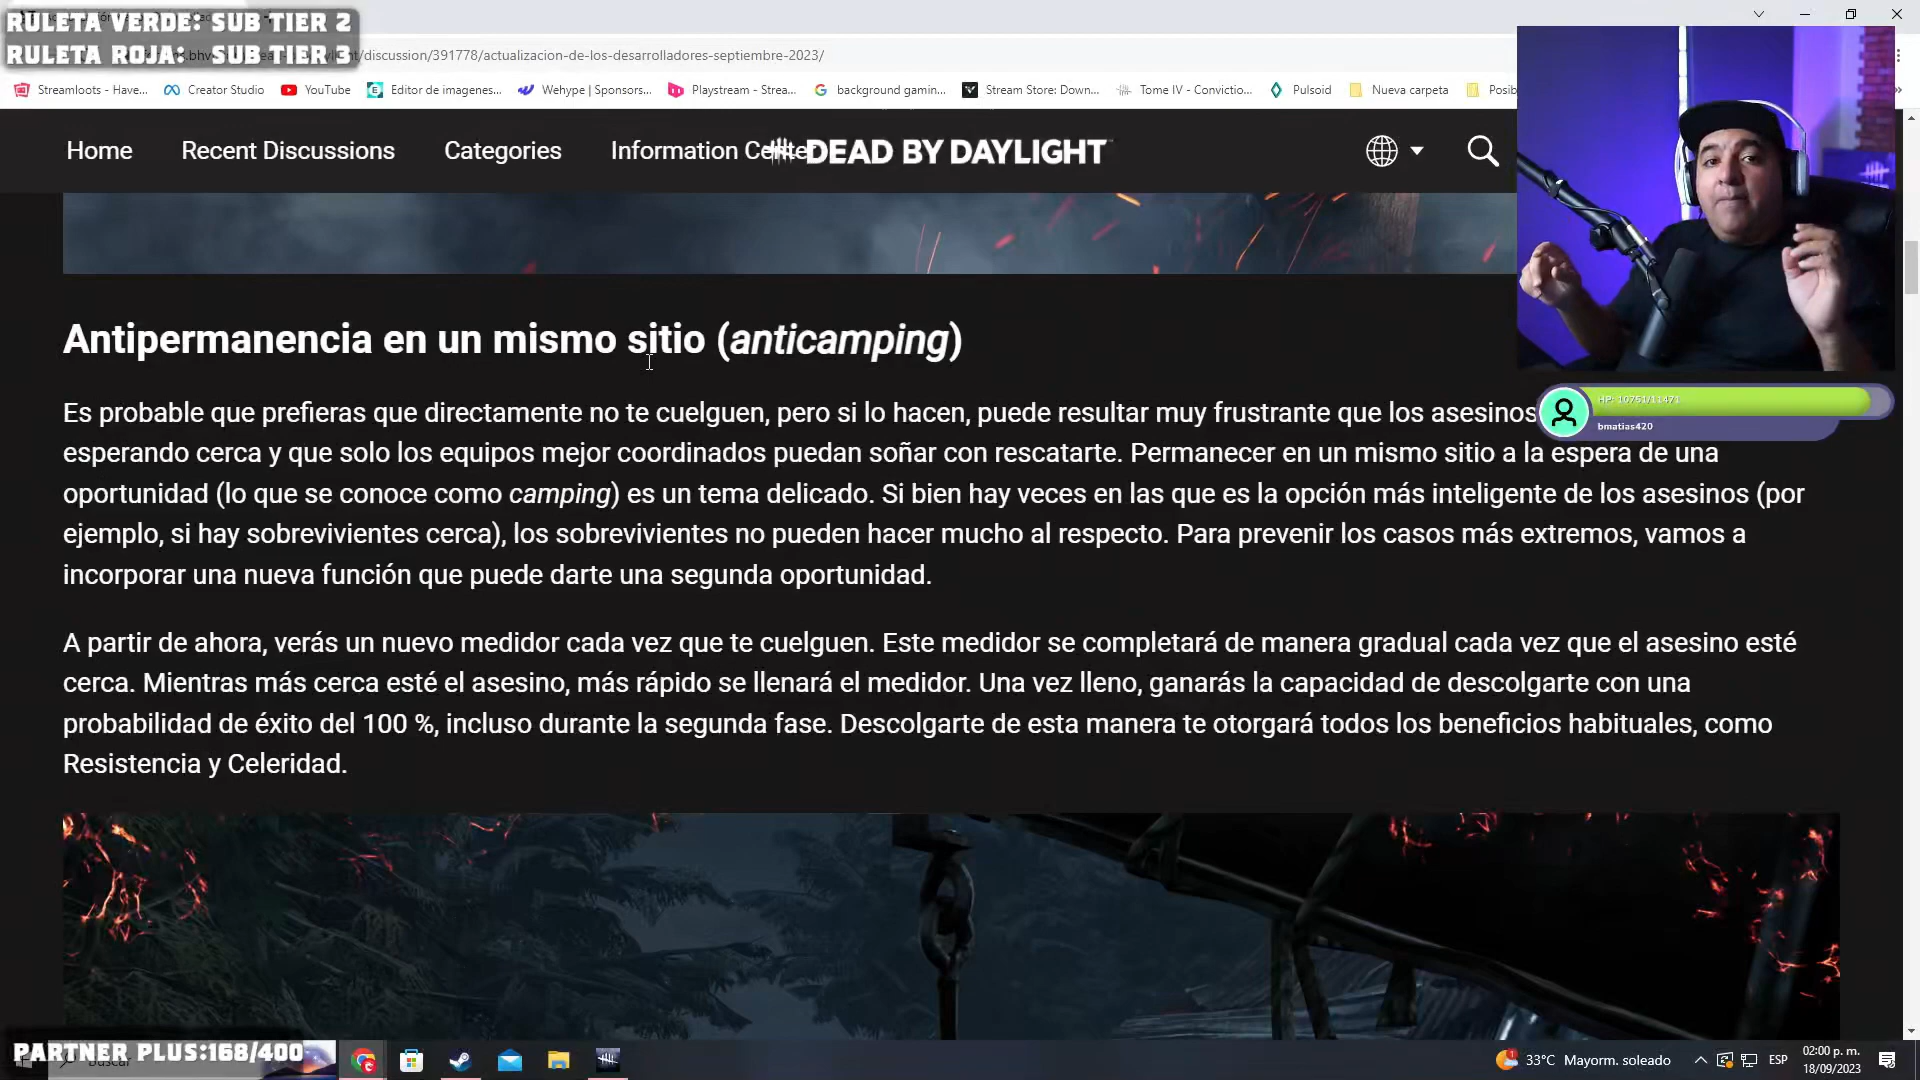 RULETA VERDE: SUB TIER 2
RULETA ROJA: SUB TIER 3
/discussion/391778/actualizacion-de-los-desarrolladores-septiembre-2023/
Streamloots - Have... Creator Studio YouTube Editor de imagenes... Wehype | Sponsors... Playstream - Strea... background gamin... Stream Store: Down... Tome IV - Convictio... Pulsoid Nueva carpeta Posib
Home Recent Discussions Categories Information Center DEAD BY DAYLIGHT
Antipermanencia en un mismo sitio (anticamping)
Es probable que prefieras que directamente no te cuelguen, pero si lo hacen, puede resultar muy frustrante que los asesinos
HP: 10751/11471
bmatias420
esperando cerca y que solo los equipos mejor coordinados puedan soñar con rescatarte. Permanecer en un mismo sitio a la espera de una
oportunidad (lo que se conoce como camping) es un tema delicado. Si bien hay veces en las que es la opción más inteligente de los asesinos (por
ejemplo, si hay sobrevivientes cerca), los sobrevivientes no pueden hacer mucho al respecto. Para prevenir los casos más extremos, vamos a
incorporar una nueva función que puede darte una segunda oportunidad.
A partir de ahora, verás un nuevo medidor cada vez que te cuelguen. Este medidor se completará de manera gradual cada vez que el asesino esté
cerca. Mientras más cerca esté el asesino, más rápido se llenará el medidor. Una vez lleno, ganarás la capacidad de descolgarte con una
probabilidad de éxito del 100 %, incluso durante la segunda fase. Descolgarte de esta manera te otorgará todos los beneficios habituales, como
Resistencia y Celeridad.
PARTNER PLUS:168/400
Buscar
33°C Mayorm. soleado ESP
02:00 p. m.
18/09/2023